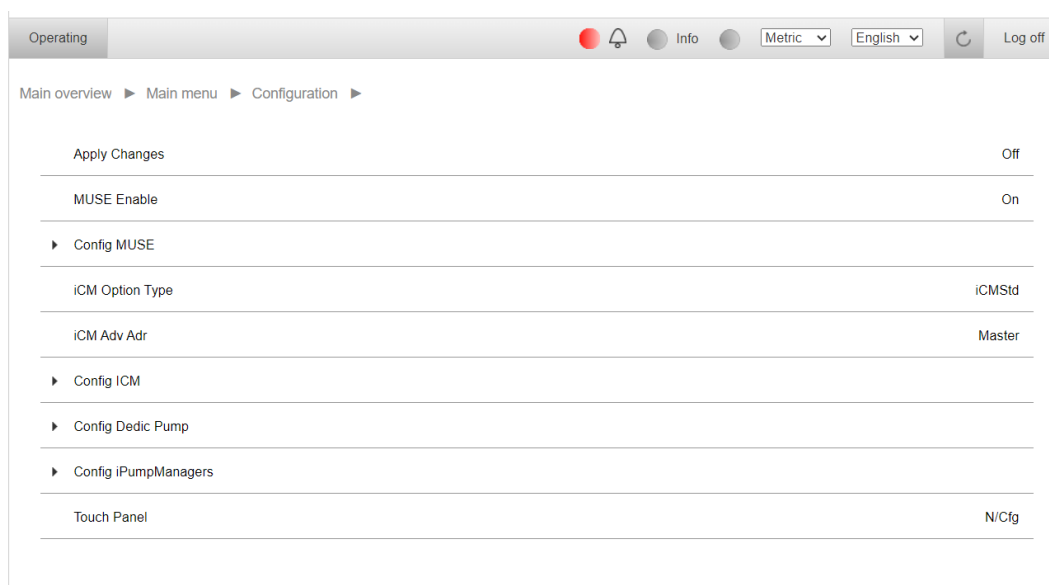 Operating Info Metric English Log off
Main overview ▶ Main menu ▶ Configuration ▶
Apply Changes Off
MUSE Enable On
Config MUSE
iCM Option Type iCMStd
iCM Adv Adr Master
Config ICM
Config Dedic Pump
Config iPumpManagers
Touch Panel N/Cfg